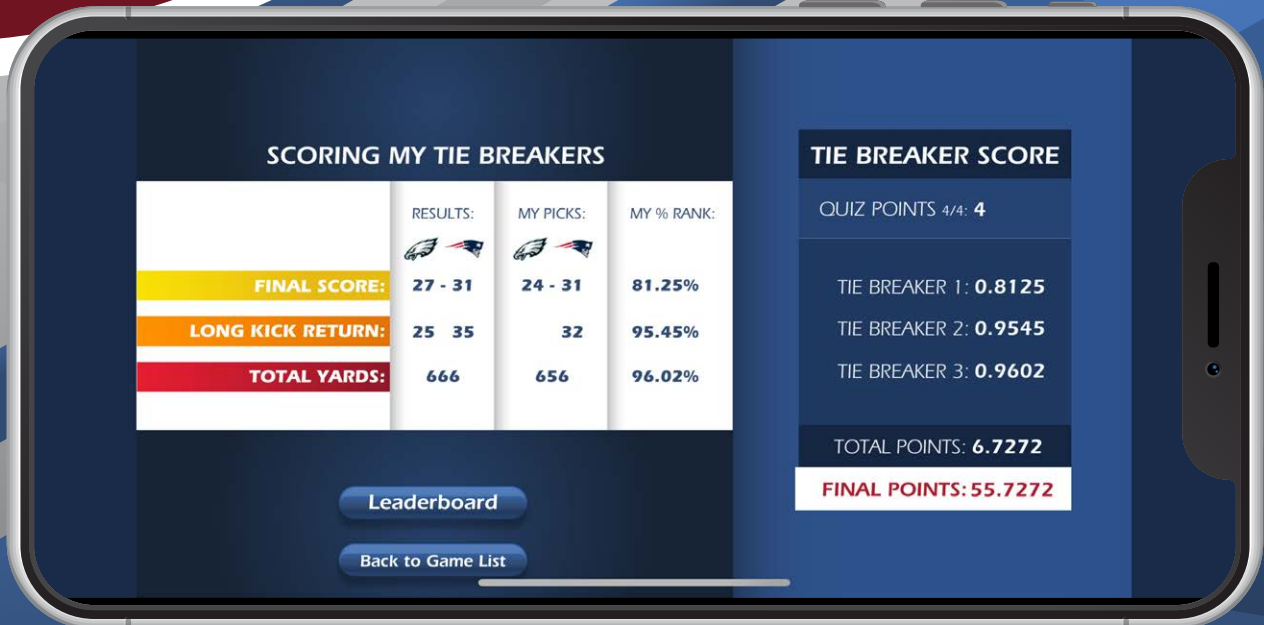 SCORING MY TIE BREAKERS
RESULTS: MY PICKS: MY % RANK:
FINAL SCORE: 27 - 31 24 - 31 81.25%
LONG KICK RETURN: 25 35 32 95.45%
TOTAL YARDS: 666 656 96.02%
Leaderboard
Back to Game List
TIE BREAKER SCORE
QUIZ POINTS 4/4: 4
TIE BREAKER 1: 0.8125
TIE BREAKER 2: 0.9545
TIE BREAKER 3: 0.9602
TOTAL POINTS: 6.7272
FINAL POINTS: 55.7272